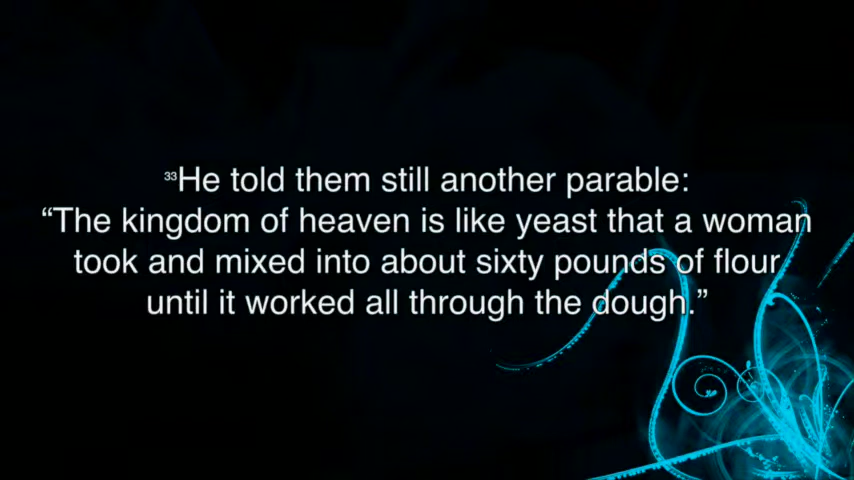 ³³He told them still another parable:
“The kingdom of heaven is like yeast that a woman
took and mixed into about sixty pounds of flour
until it worked all through the dough.”